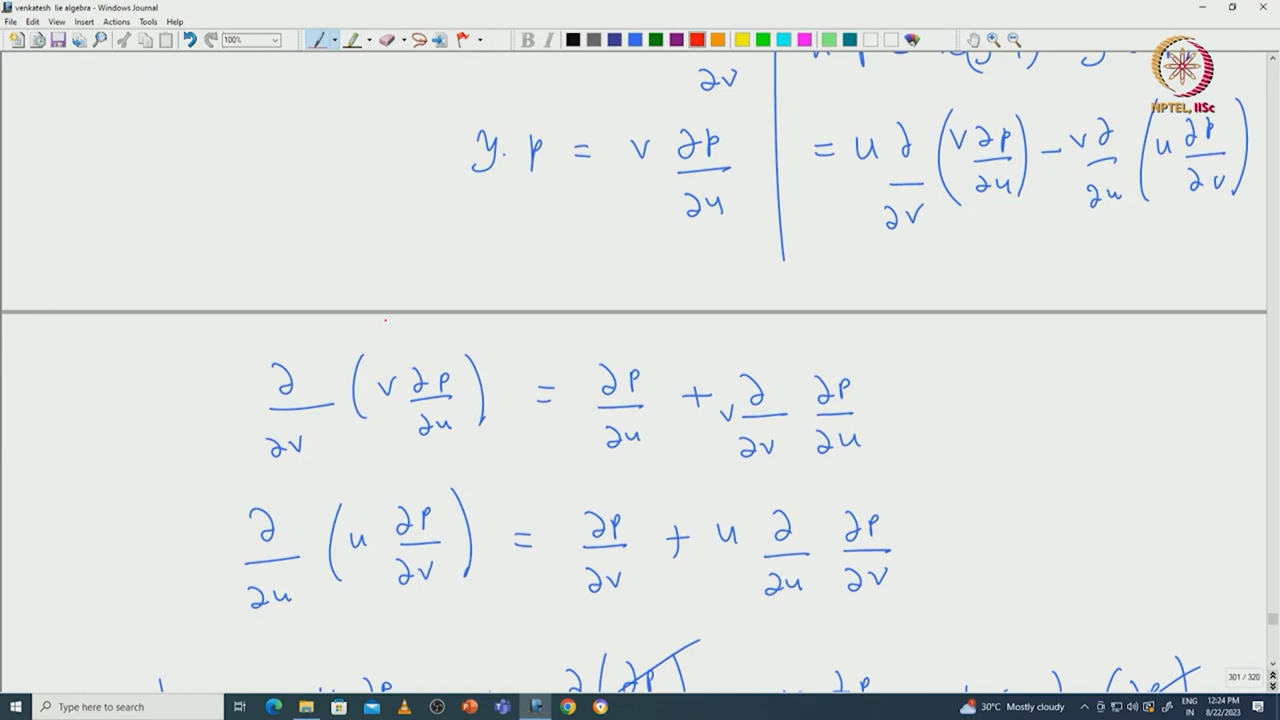 venkatesh lie algebra - Windows Journal
File Edit View Insert Actions Tools Help
100%
NPTEL, IISc
∂v
y. p = v ∂p/∂u
= u ∂/∂v (v ∂p/∂u) − v ∂/∂u (u ∂p/∂v)
∂/∂v (v ∂p/∂u) = ∂p/∂u + v ∂/∂v ∂p/∂u
∂/∂u (u ∂p/∂v) = ∂p/∂v + u ∂/∂u ∂p/∂v
301 / 320
Type here to search
30°C Mostly cloudy
ENG
IN
12:24 PM
8/22/2023